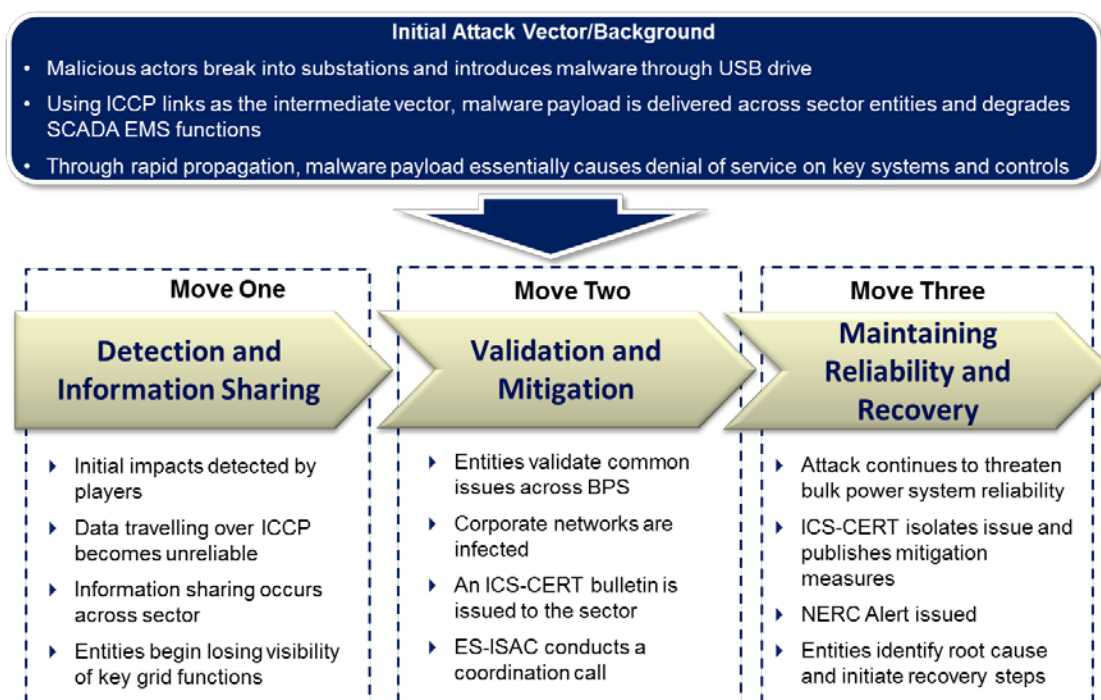 Initial Attack Vector/Background
• Malicious actors break into substations and introduces malware through USB drive
• Using ICCP links as the intermediate vector, malware payload is delivered across sector entities and degrades
SCADA EMS functions
• Through rapid propagation, malware payload essentially causes denial of service on key systems and controls
Move One
Detection and
Information Sharing
Initial impacts detected by
players
Data travelling over ICCP
becomes unreliable
Information sharing occurs
across sector
Entities begin losing visibility
of key grid functions
Move Two
Validation and
Mitigation
Entities validate common
issues across BPS
Corporate networks are
infected
An ICS-CERT bulletin is
issued to the sector
ES-ISAC conducts a
coordination call
Move Three
Maintaining
Reliability and
Recovery
Attack continues to threaten
bulk power system reliability
ICS-CERT isolates issue and
publishes mitigation
measures
NERC Alert issued
Entities identify root cause
and initiate recovery steps